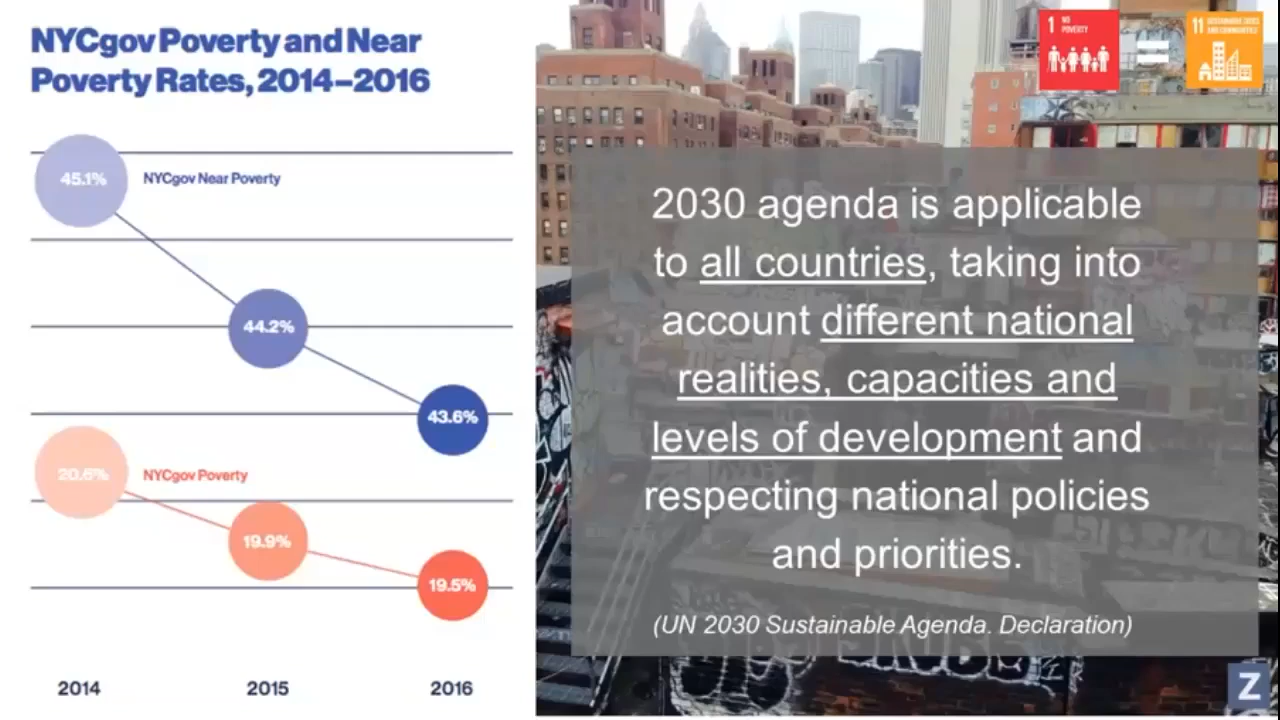 NYCgov Poverty and Near
Poverty Rates, 2014–2016
45.1%
NYCgov Near Poverty
44.2%
43.6%
20.6%
NYCgov Poverty
19.9%
19.5%
2014
2015
2016
1 NO
POVERTY
=
11 SUSTAINABLE CITIES
AND COMMUNITIES
2030 agenda is applicable
to all countries, taking into
account different national
realities, capacities and
levels of development and
respecting national policies
and priorities.
(UN 2030 Sustainable Agenda. Declaration)
Z